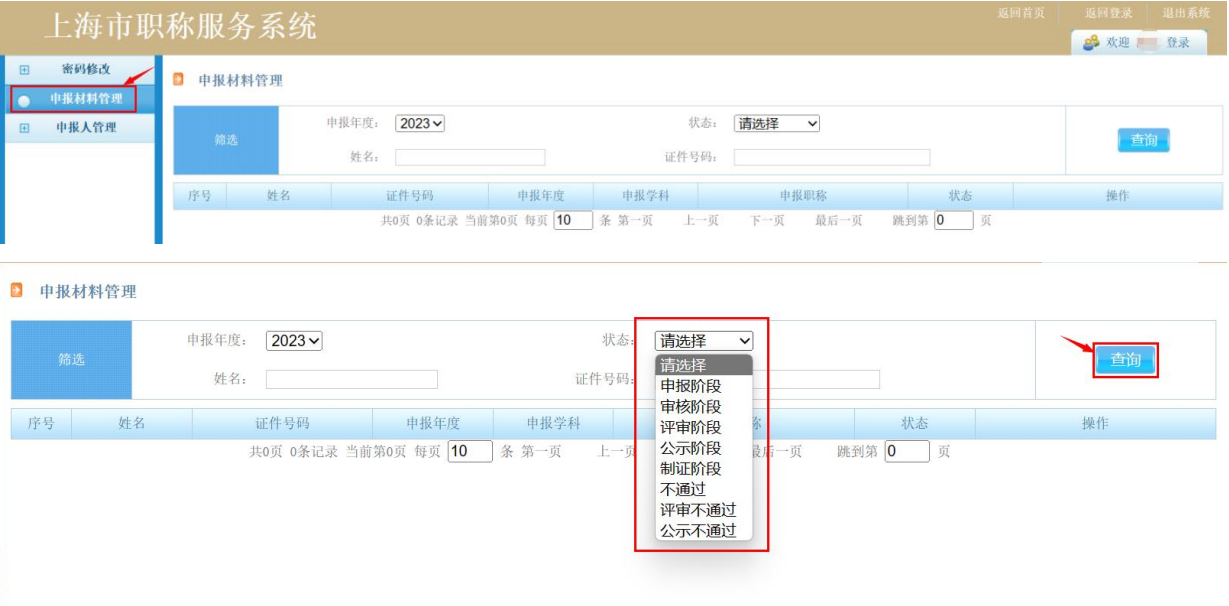 返回首页 返回登录 退出系统
上海市职称服务系统
欢迎 登录
密码修改
申报材料管理
申报人管理
申报材料管理
筛选
申报年度： 2023 状态： 请选择
姓名： 证件号码：
查询
序号 姓名 证件号码 申报年度 申报学科 申报职称 状态 操作
共0页 0条记录 当前第0页 每页 10 条 第一页 上一页 下一页 最后一页 跳到第 0 页
申报材料管理
筛选
申报年度： 2023 状态： 请选择
姓名： 证件号码：
查询
请选择
申报阶段
审核阶段
评审阶段
公示阶段
制证阶段
不通过
评审不通过
公示不通过
序号 姓名 证件号码 申报年度 申报学科 称 状态 操作
共0页 0条记录 当前第0页 每页 10 条 第一页 上一页 最后一页 跳到第 0 页